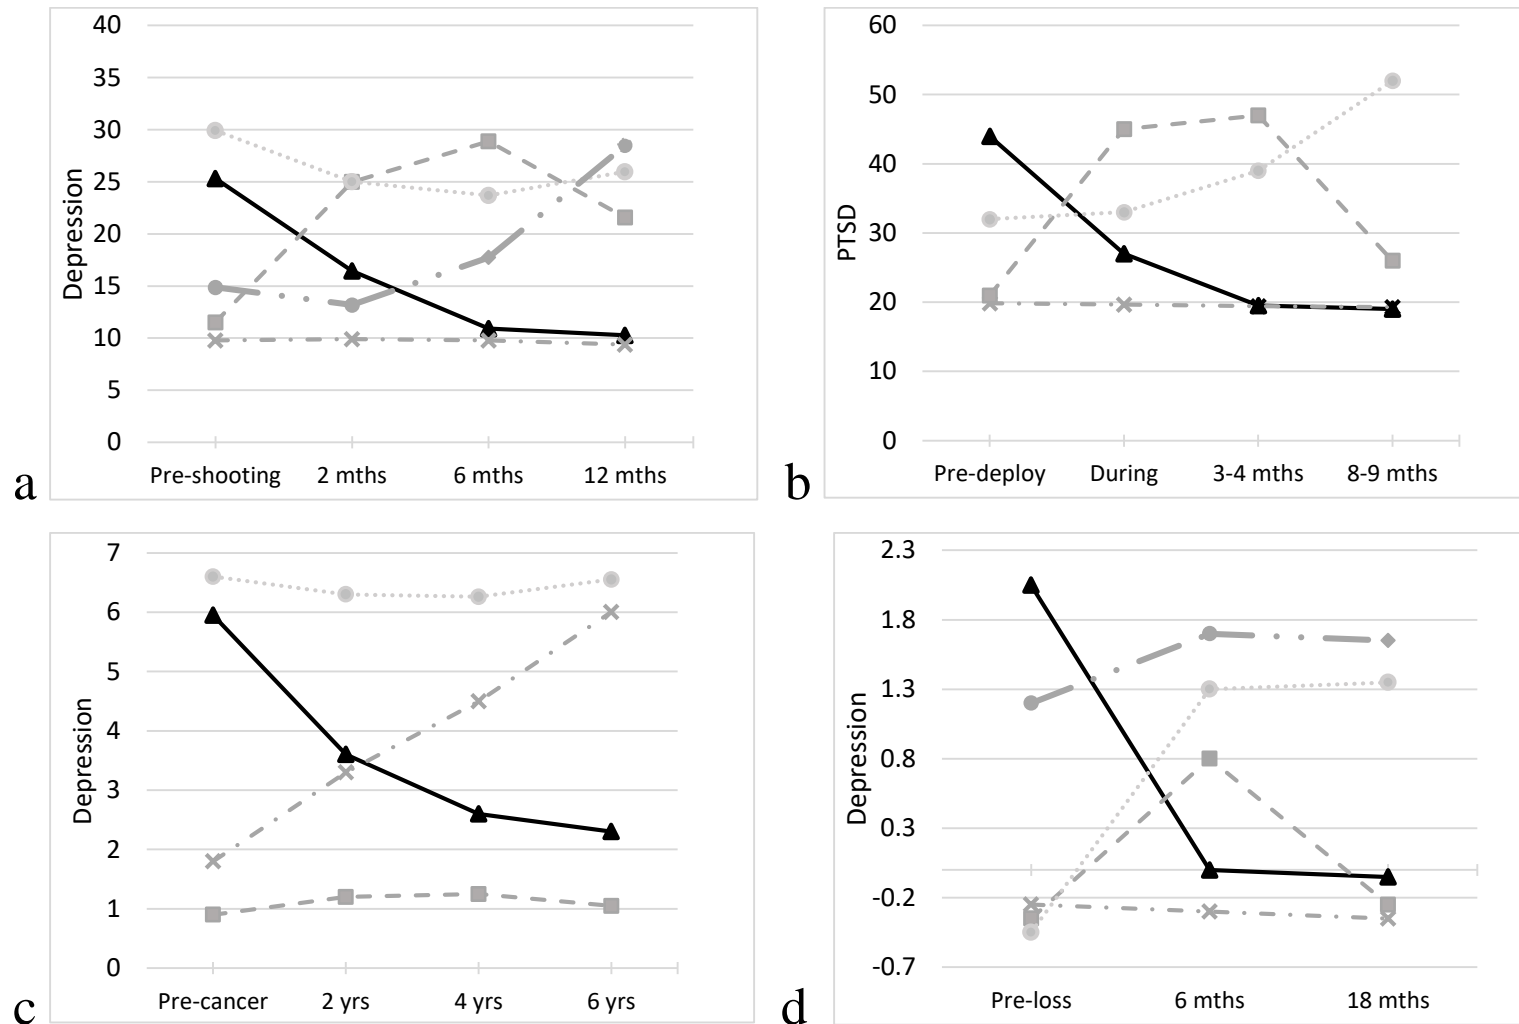 40
35
30
25
20
15
10
5
0
Depression
Pre-shooting 2 mths 6 mths 12 mths
a
60
50
40
30
20
10
0
PTSD
Pre-deploy During 3-4 mths 8-9 mths
b
7
6
5
4
3
2
1
0
Depression
Pre-cancer 2 yrs 4 yrs 6 yrs
c
2.3
1.8
1.3
0.8
0.3
-0.2
-0.7
Depression
Pre-loss 6 mths 18 mths
d